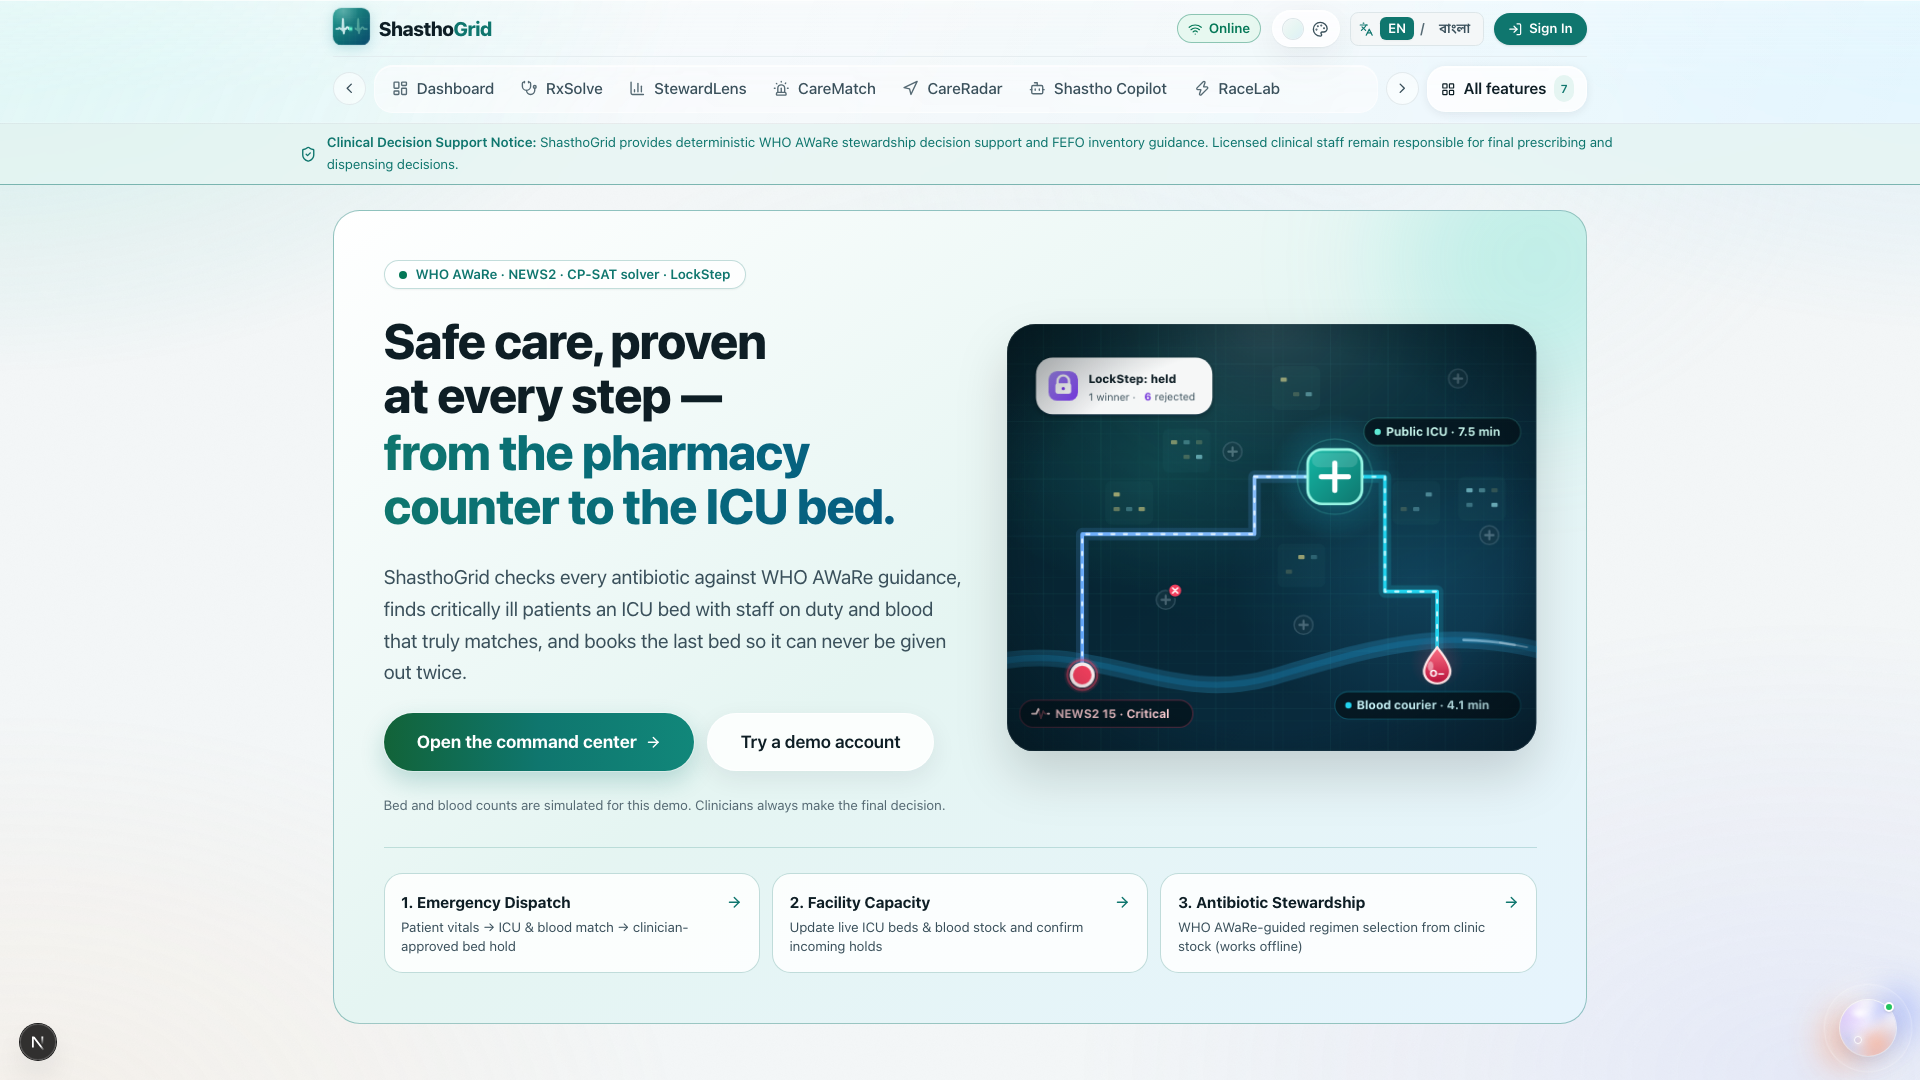 ShasthoGrid
Online
EN / বাংলা
Sign In
Dashboard
RxSolve
StewardLens
CareMatch
CareRadar
Shastho Copilot
RaceLab
All features 7
Clinical Decision Support Notice: ShasthoGrid provides deterministic WHO AWaRe stewardship decision support and FEFO inventory guidance. Licensed clinical staff remain responsible for final prescribing and
dispensing decisions.
WHO AWaRe · NEWS2 · CP-SAT solver · LockStep
Safe care, proven
at every step —
from the pharmacy
counter to the ICU bed.
ShasthoGrid checks every antibiotic against WHO AWaRe guidance,
finds critically ill patients an ICU bed with staff on duty and blood
that truly matches, and books the last bed so it can never be given
out twice.
Open the command center →
Try a demo account
Bed and blood counts are simulated for this demo. Clinicians always make the final decision.
LockStep: held
1 winner · 6 rejected
Public ICU · 7.5 min
O−
NEWS2 15 · Critical
Blood courier · 4.1 min
1. Emergency Dispatch →
Patient vitals → ICU & blood match → clinician-
approved bed hold
2. Facility Capacity →
Update live ICU beds & blood stock and confirm
incoming holds
3. Antibiotic Stewardship →
WHO AWaRe-guided regimen selection from clinic
stock (works offline)
N